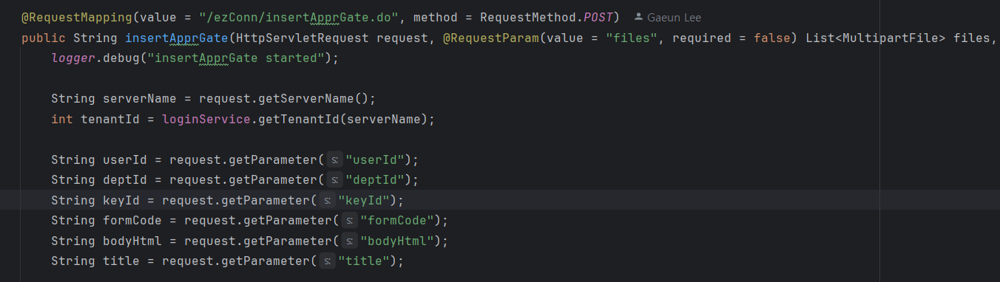 @RequestMapping(value = "/ezConn/insertApprGate.do", method = RequestMethod.POST) Gaeun Lee
public String insertApprGate(HttpServletRequest request, @RequestParam(value = "files", required = false) List<MultipartFile> files,
logger.debug("insertApprGate started");
String serverName = request.getServerName();
int tenantId = loginService.getTenantId(serverName);
String userId = request.getParameter( s: "userId");
String deptId = request.getParameter( s: "deptId");
String keyId = request.getParameter( s: "keyId");
String formCode = request.getParameter( s: "formCode");
String bodyHtml = request.getParameter( s: "bodyHtml");
String title = request.getParameter( s: "title");